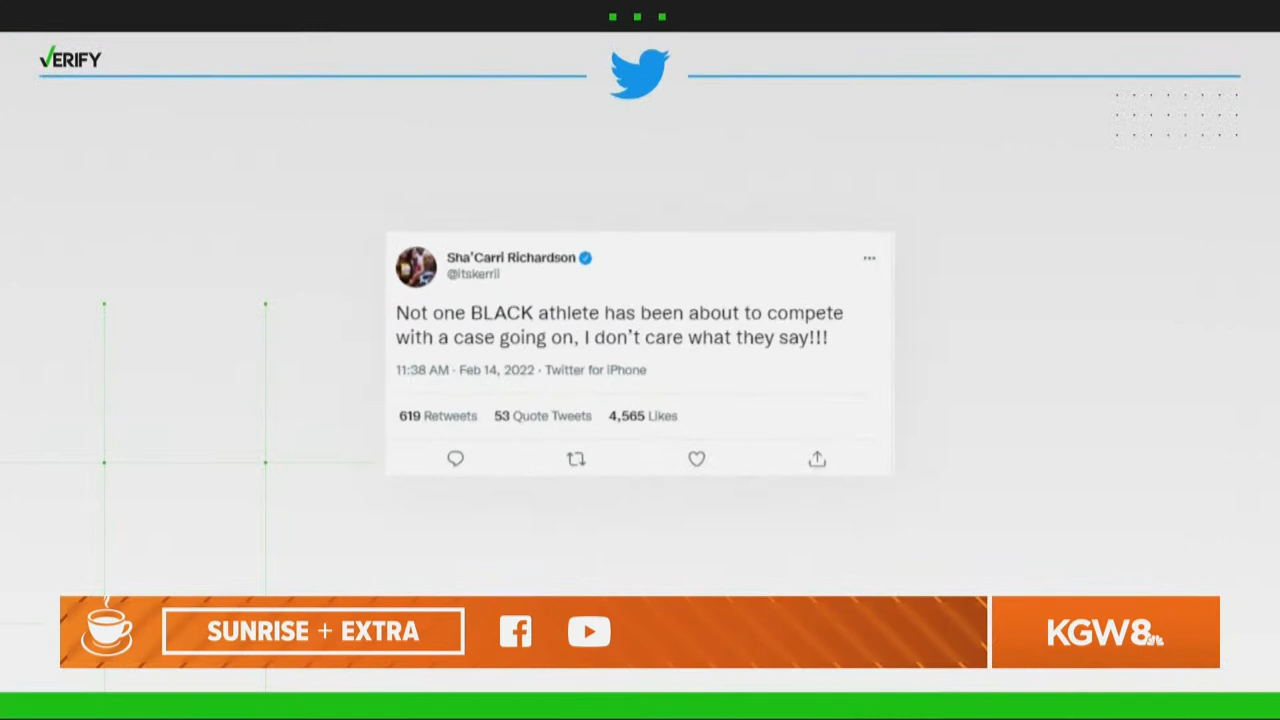 VERIFY
Sha'Carri Richardson
@itskerrii
Not one BLACK athlete has been about to compete
with a case going on, I don't care what they say!!!
11:38 AM · Feb 14, 2022 · Twitter for iPhone
619 Retweets 53 Quote Tweets 4,565 Likes
SUNRISE + EXTRA
KGW8